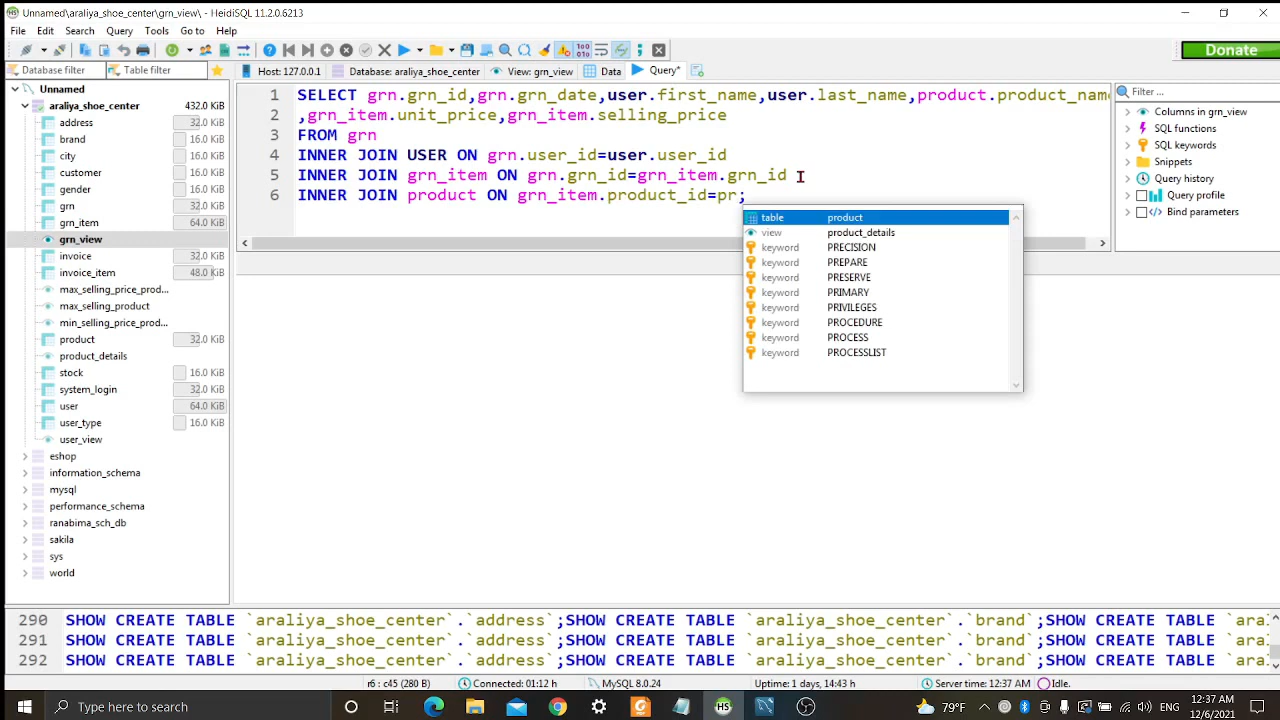 Unnamed\araliya_shoe_center\grn_view\ - HeidiSQL 11.2.0.6213
File Edit Search Query Tools Go to Help
Donate
Database filter Table filter Host: 127.0.0.1 Database: araliya_shoe_center View: grn_view Data Query*
Unnamed
araliya_shoe_center 432.0 KiB
address 32.0 KiB
brand 16.0 KiB
city 16.0 KiB
customer 32.0 KiB
gender 16.0 KiB
grn 32.0 KiB
grn_item 64.0 KiB
grn_view
invoice 32.0 KiB
invoice_item 48.0 KiB
max_selling_price_prod...
max_selling_product
min_selling_price_prod...
product 32.0 KiB
product_details
stock 16.0 KiB
system_login 32.0 KiB
user 64.0 KiB
user_type 16.0 KiB
user_view
eshop
information_schema
mysql
performance_schema
ranabima_sch_db
sakila
sys
world
1 SELECT grn.grn_id,grn.grn_date,user.first_name,user.last_name,product.product_name
2 ,grn_item.unit_price,grn_item.selling_price
3 FROM grn
4 INNER JOIN USER ON grn.user_id=user.user_id
5 INNER JOIN grn_item ON grn.grn_id=grn_item.grn_id
6 INNER JOIN product ON grn_item.product_id=pr;
table product
view product_details
keyword PRECISION
keyword PREPARE
keyword PRESERVE
keyword PRIMARY
keyword PRIVILEGES
keyword PROCEDURE
keyword PROCESS
keyword PROCESSLIST
Filter ...
Columns in grn_view
SQL functions
SQL keywords
Snippets
Query history
Query profile
Bind parameters
290 SHOW CREATE TABLE `araliya_shoe_center`.`address`;SHOW CREATE TABLE `araliya_shoe_center`.`brand`;SHOW CREATE TABLE `aral
291 SHOW CREATE TABLE `araliya_shoe_center`.`address`;SHOW CREATE TABLE `araliya_shoe_center`.`brand`;SHOW CREATE TABLE `aral
292 SHOW CREATE TABLE `araliya_shoe_center`.`address`;SHOW CREATE TABLE `araliya_shoe_center`.`brand`;SHOW CREATE TABLE `aral
r6 : c45 (280 B) Connected: 01:12 h MySQL 8.0.24 Uptime: 1 days, 14:43 h Server time: 12:37 AM Idle.
Type here to search
79°F
12:37 AM
12/6/2021